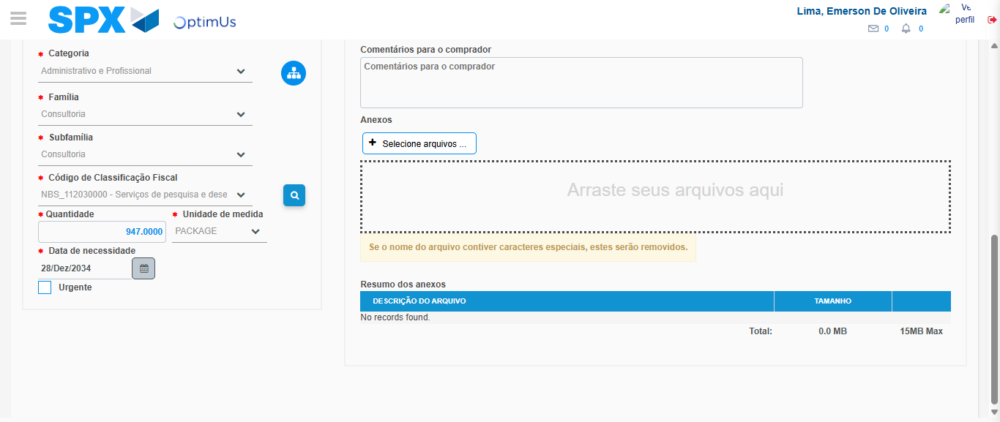 SPX
OptimUs
Lima, Emerson De Oliveira
0
0
Ve
perfil
* Categoria
Administrativo e Profissional
* Família
Consultoria
* Subfamília
Consultoria
* Código de Classificação Fiscal
NBS_112030000 - Serviços de pesquisa e dese
* Quantidade
947.0000
* Unidade de medida
PACKAGE
* Data de necessidade
28/Dez/2034
Urgente
Comentários para o comprador
Comentários para o comprador
Anexos
+ Selecione arquivos ...
Arraste seus arquivos aqui
Se o nome do arquivo contiver caracteres especiais, estes serão removidos.
Resumo dos anexos
DESCRIÇÃO DO ARQUIVO TAMANHO
No records found.
Total: 0.0 MB 15MB Max